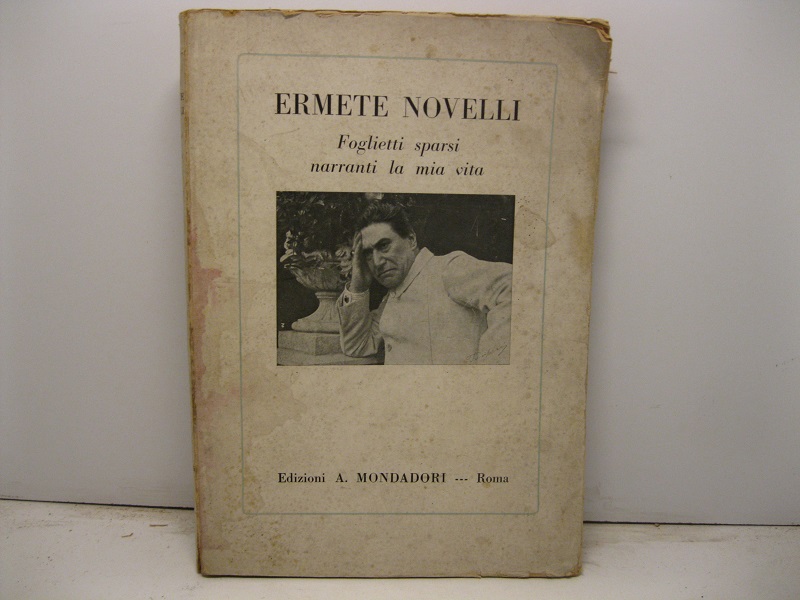 ERMETE NOVELLI
Foglietti sparsi
narranti la mia vita
Edizioni A. MONDADORI --- Roma